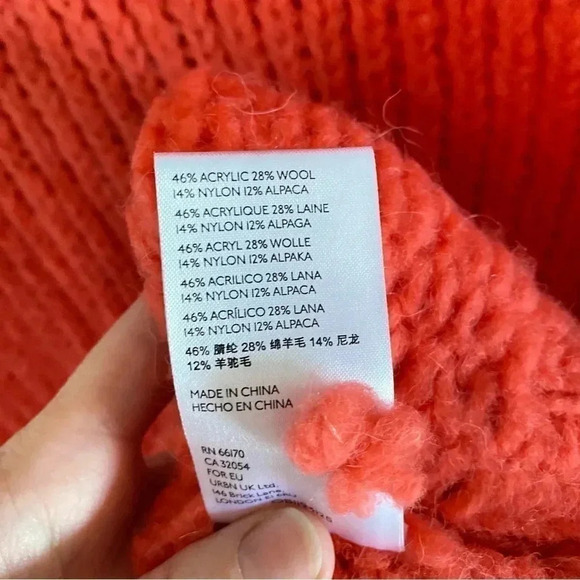 46% ACRYLIC 28% WOOL
14% NYLON 12% ALPACA
46% ACRYLIQUE 28% LAINE
14% NYLON 12% ALPAGA
46% ACRYL 28% WOLLE
14% NYLON 12% ALPAKA
46% ACRILICO 28% LANA
14% NYLON 12% ALPACA
46% ACRÍLICO 28% LANA
14% NYLON 12% ALPACA
46% 腈纶 28% 绵羊毛 14% 尼龙
12% 羊驼毛
MADE IN CHINA
HECHO EN CHINA
RN 66170
CA 32054
FOR EU
URBN UK Ltd.
146 Brick Lane
LONDON E1